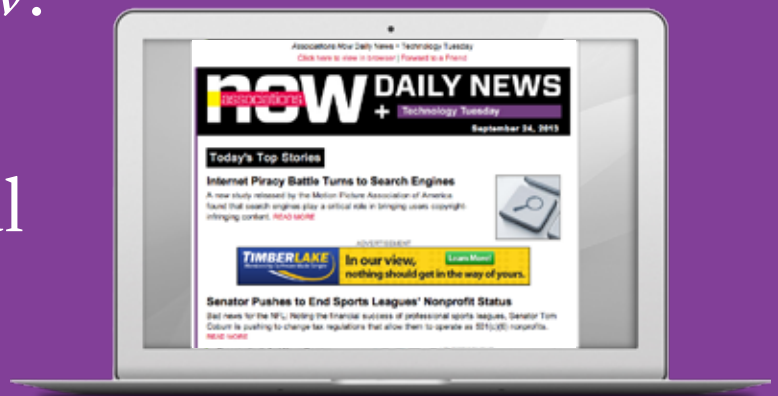 Associations Now Daily News + Technology Tuesday
Click here to view in browser | Forward to a Friend
associations
now DAILY NEWS
+ Technology Tuesday
September 24, 2013
Today's Top Stories
Internet Piracy Battle Turns to Search Engines
A new study released by the Motion Picture Association of America
found that search engines play a critical role in bringing users copyright-
infringing content. READ MORE
ADVERTISEMENT
TIMBERLAKE
In our view,
Learn More!
nothing should get in the way of yours.
Senator Pushes to End Sports Leagues' Nonprofit Status
Bad news for the NFL: Noting the financial success of professional sports leagues, Senator Tom
Coburn is pushing to change tax regulations that allow them to operate as 501(c)(6) nonprofits.
READ MORE